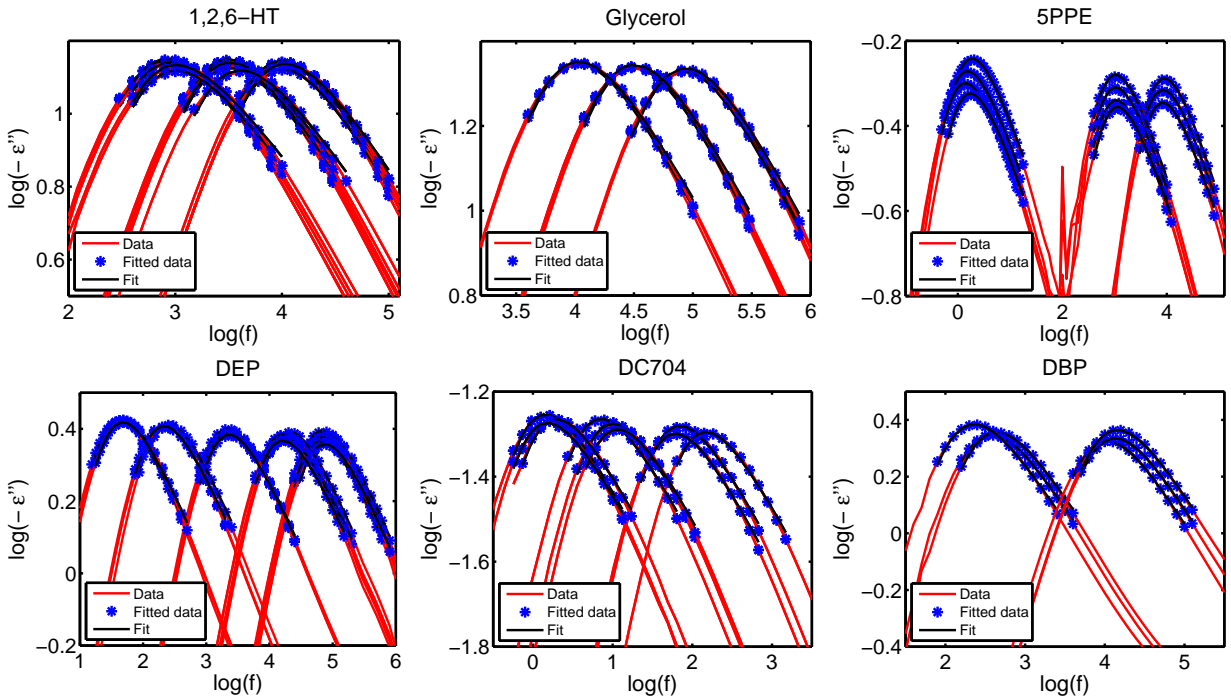 1,2,6−HT
Glycerol
5PPE
log(− ε’’)
1
0.8
0.6
2
3
4
5
log(f)
Data
Fitted data
Fit
log(− ε’’)
1.2
1
0.8
3.5
4
4.5
5
5.5
6
log(f)
Data
Fitted data
Fit
log(− ε’’)
−0.2
−0.4
−0.6
−0.8
0
2
4
log(f)
Data
Fitted data
Fit
DEP
DC704
DBP
log(− ε’’)
0.4
0.2
0
−0.2
1
2
3
4
5
6
log(f)
Data
Fitted data
Fit
log(− ε’’)
−1.2
−1.4
−1.6
−1.8
0
1
2
3
log(f)
Data
Fitted data
Fit
log(− ε’’)
0.4
0.2
0
−0.2
−0.4
2
3
4
5
log(f)
Data
Fitted data
Fit